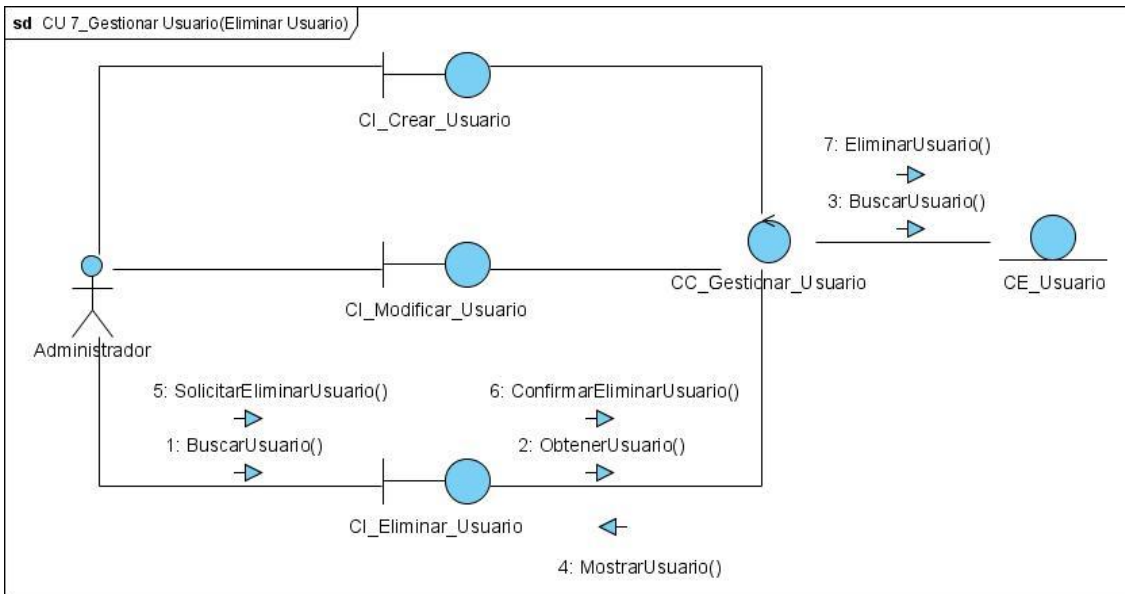 sd CU 7_Gestionar Usuario(Eliminar Usuario)
CI_Crear_Usuario
7: EliminarUsuario()
3: BuscarUsuario()
CC_Gestionar_Usuario
CE_Usuario
CI_Modificar_Usuario
Administrador
5: SolicitarEliminarUsuario()
6: ConfirmarEliminarUsuario()
1: BuscarUsuario()
2: ObtenerUsuario()
CI_Eliminar_Usuario
4: MostrarUsuario()